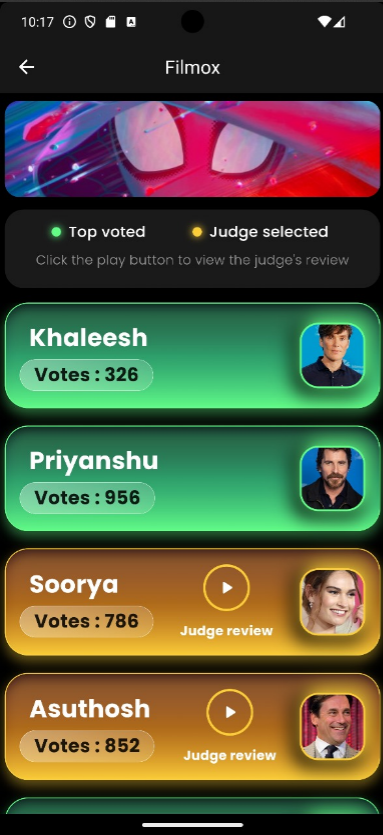 10:17
Filmox
Top voted
Judge selected
Click the play button to view the judge's review
Khaleesh
Votes : 326
Priyanshu
Votes : 956
Soorya
Votes : 786
Judge review
Asuthosh
Votes : 852
Judge review